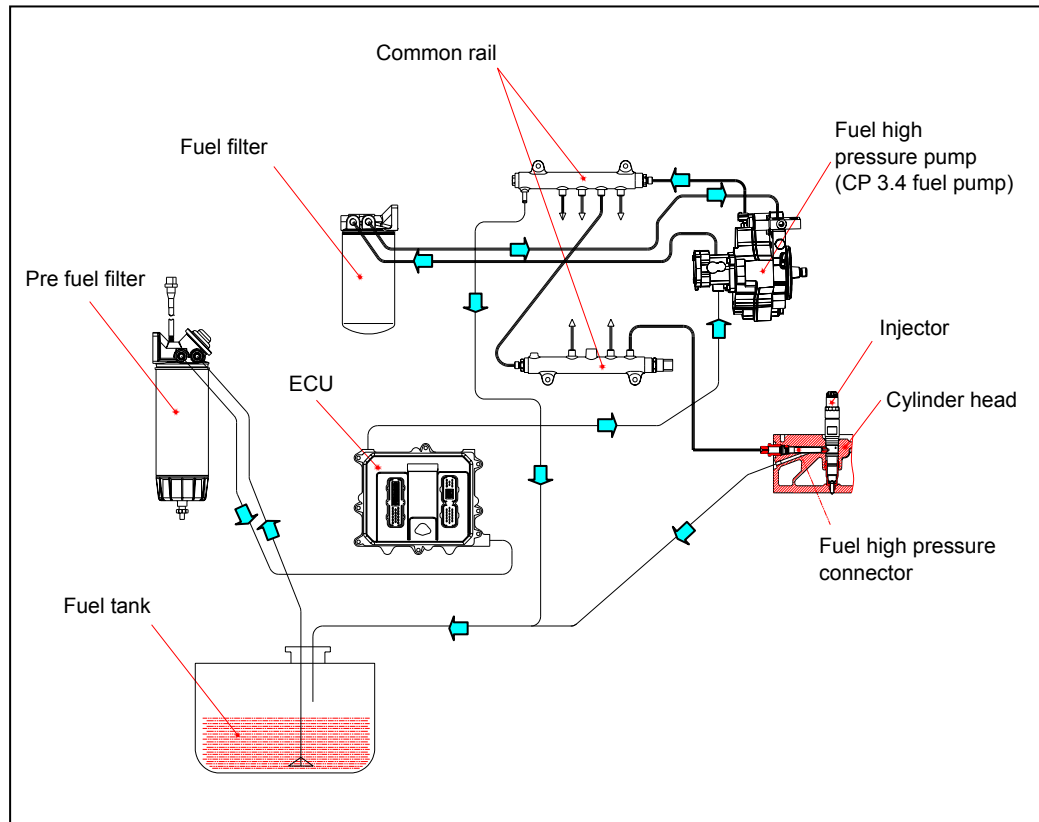 Common rail
Fuel filter
Fuel high
pressure pump
(CP 3.4 fuel pump)
Pre fuel filter
Injector
ECU
Cylinder head
Fuel high pressure
connector
Fuel tank